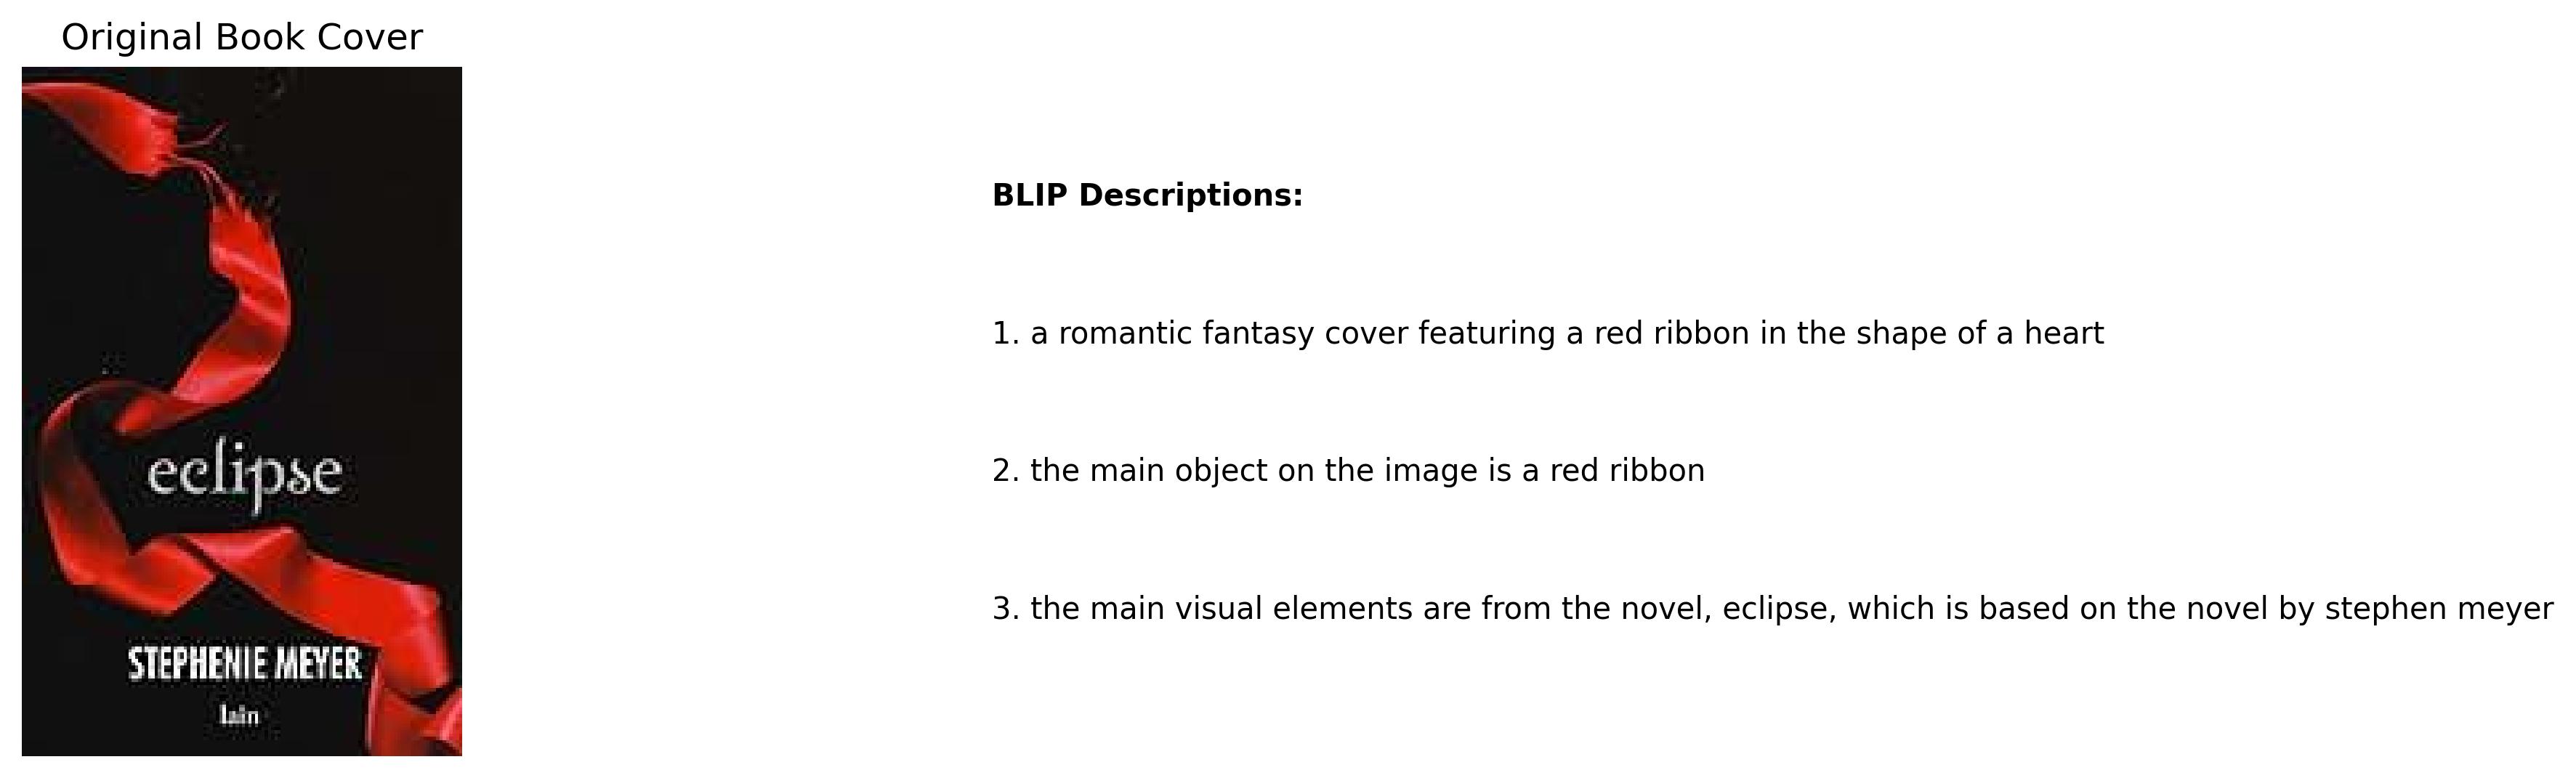 Original Book Cover
eclipse
STEPHENIE MEYER
lain
BLIP Descriptions:
1. a romantic fantasy cover featuring a red ribbon in the shape of a heart
2. the main object on the image is a red ribbon
3. the main visual elements are from the novel, eclipse, which is based on the novel by stephen meyer